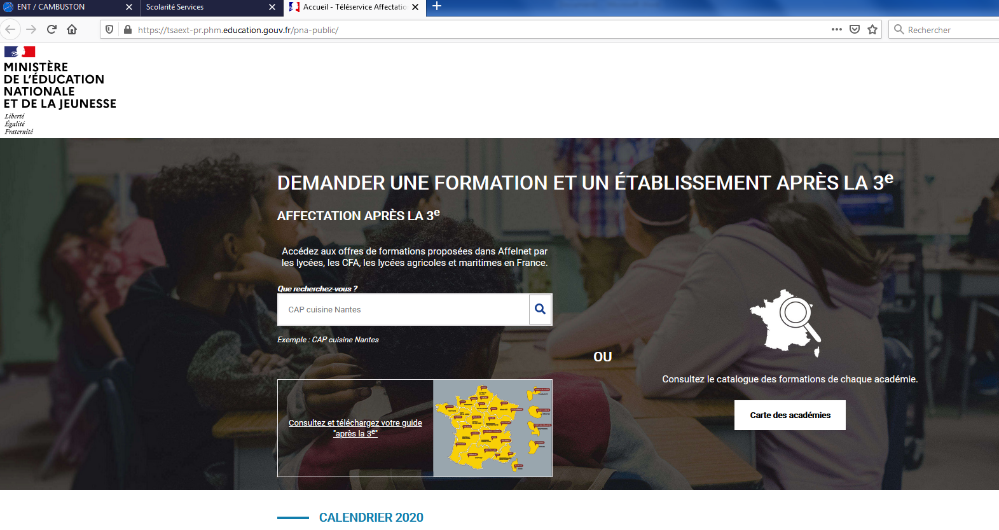 ENT / CAMBUSTON
Scolarité Services
Accueil - Téléservice Affectatio
https://tsaext-pr.phm.education.gouv.fr/pna-public/
Rechercher
MINISTÈRE
DE L'ÉDUCATION
NATIONALE
ET DE LA JEUNESSE
Liberté
Égalité
Fraternité
DEMANDER UNE FORMATION ET UN ÉTABLISSEMENT APRÈS LA 3e
AFFECTATION APRÈS LA 3e
Accédez aux offres de formations proposées dans Affelnet par
les lycées, les CFA, les lycées agricoles et maritimes en France.
Que recherchez-vous ?
CAP cuisine Nantes
Exemple : CAP cuisine Nantes
OU
Consultez le catalogue des formations de chaque académie.
Carte des académies
Consultez et téléchargez votre guide
"après la 3e"
CALENDRIER 2020